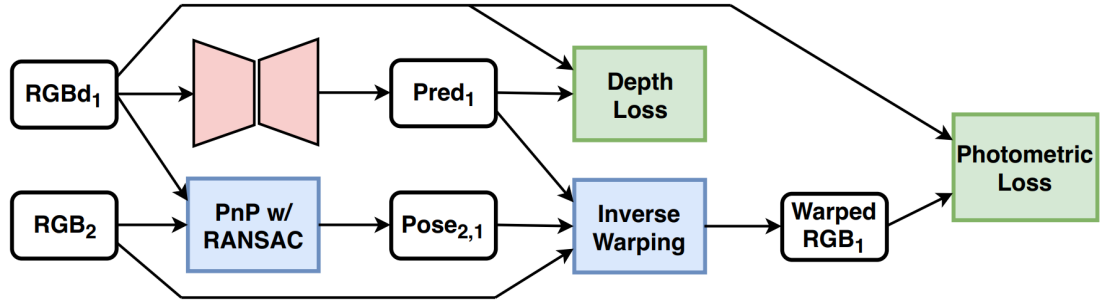 RGBd₁
Pred₁
Depth
Loss
Photometric
Loss
RGB₂
PnP w/
RANSAC
Pose₂,₁
Inverse
Warping
Warped
RGB₁